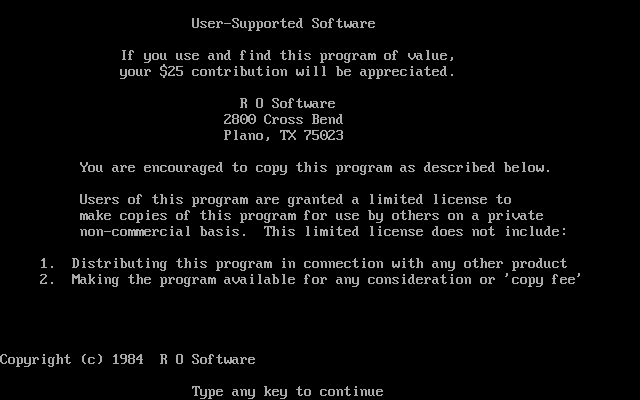 User-Supported Software
If you use and find this program of value,
your $25 contribution will be appreciated.
R O Software
2800 Cross Bend
Plano, TX 75023
You are encouraged to copy this program as described below.
Users of this program are granted a limited license to
make copies of this program for use by others on a private
non-commercial basis.  This limited license does not include:
1.  Distributing this program in connection with any other product
2.  Making the program available for any consideration or 'copy fee'
Copyright (c) 1984  R O Software
Type any key to continue